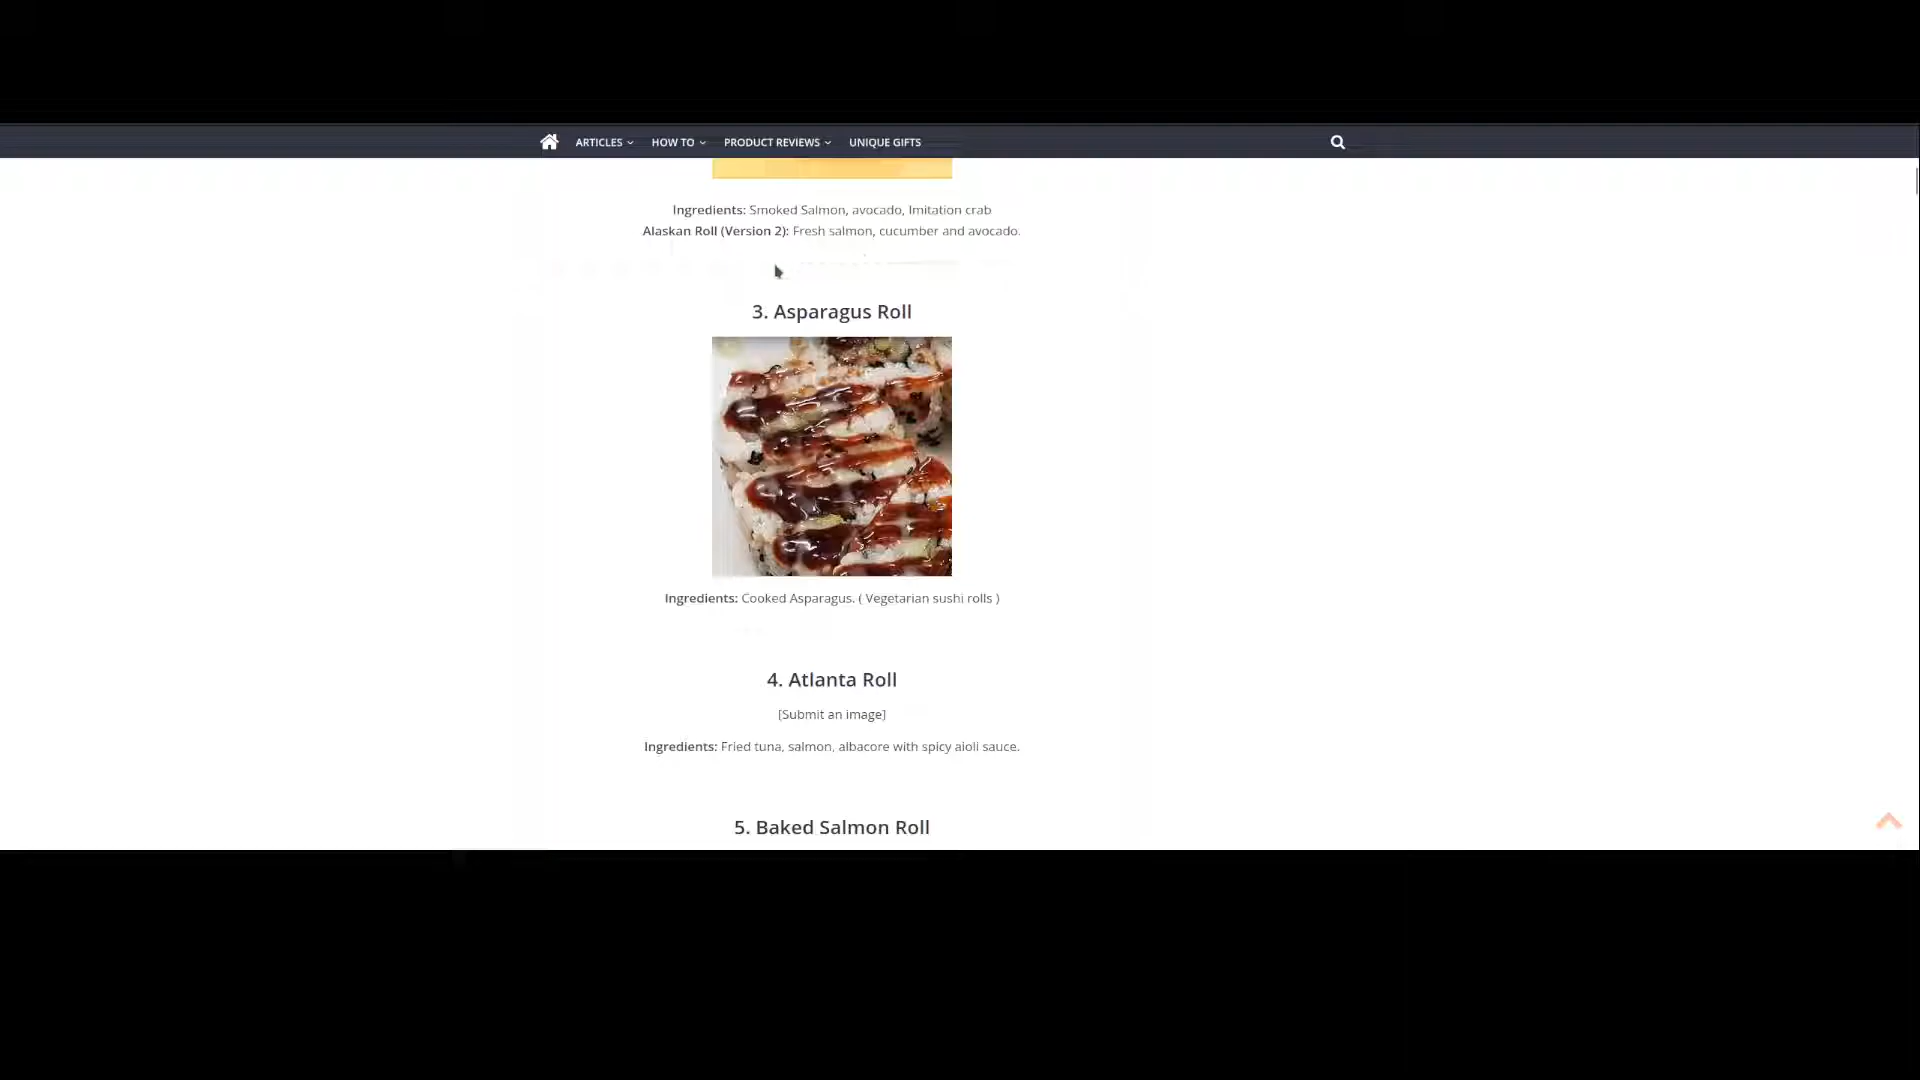 ARTICLES HOW TO PRODUCT REVIEWS UNIQUE GIFTS
Ingredients: Smoked Salmon, avocado, Imitation crab
Alaskan Roll (Version 2): Fresh salmon, cucumber and avocado.
3. Asparagus Roll
Ingredients: Cooked Asparagus. ( Vegetarian sushi rolls )
4. Atlanta Roll
[Submit an image]
Ingredients: Fried tuna, salmon, albacore with spicy aioli sauce.
5. Baked Salmon Roll